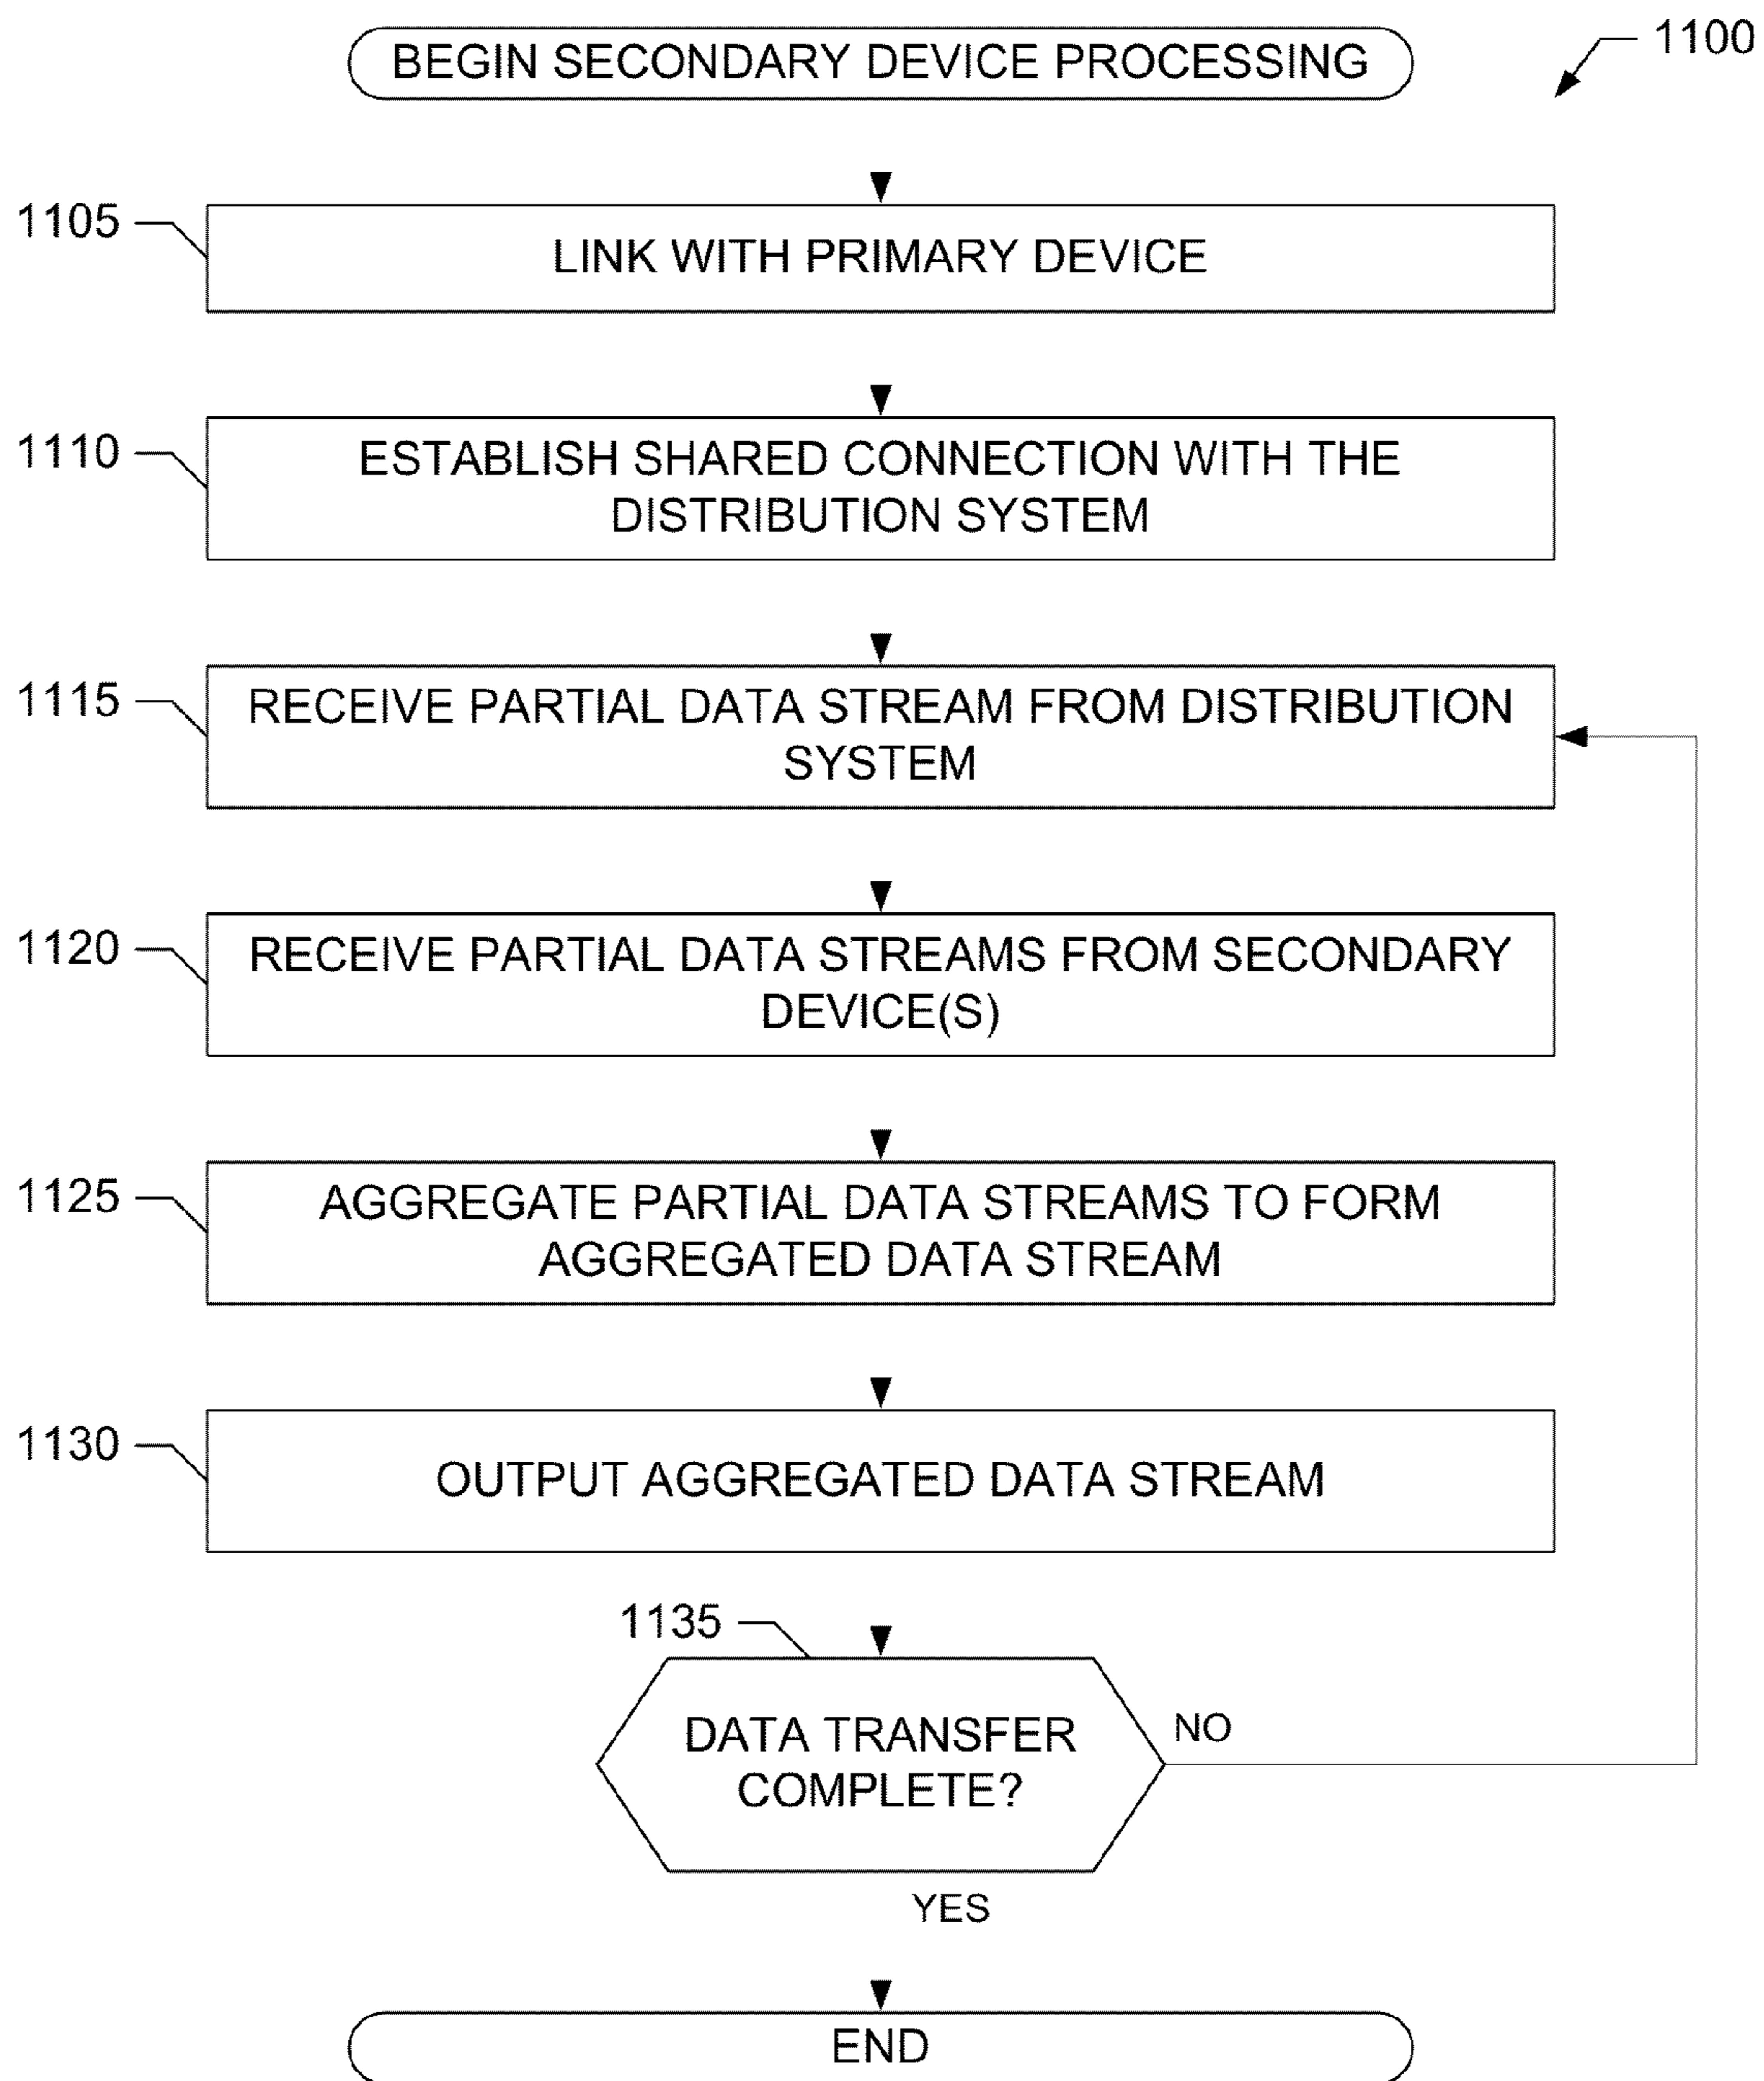 BEGIN SECONDARY DEVICE PROCESSING
1100
1105
LINK WITH PRIMARY DEVICE
1110
ESTABLISH SHARED CONNECTION WITH THE
DISTRIBUTION SYSTEM
1115
RECEIVE PARTIAL DATA STREAM FROM DISTRIBUTION
SYSTEM
1120
RECEIVE PARTIAL DATA STREAMS FROM SECONDARY
DEVICE(S)
1125
AGGREGATE PARTIAL DATA STREAMS TO FORM
AGGREGATED DATA STREAM
1130
OUTPUT AGGREGATED DATA STREAM
1135
DATA TRANSFER
COMPLETE?
NO
YES
END